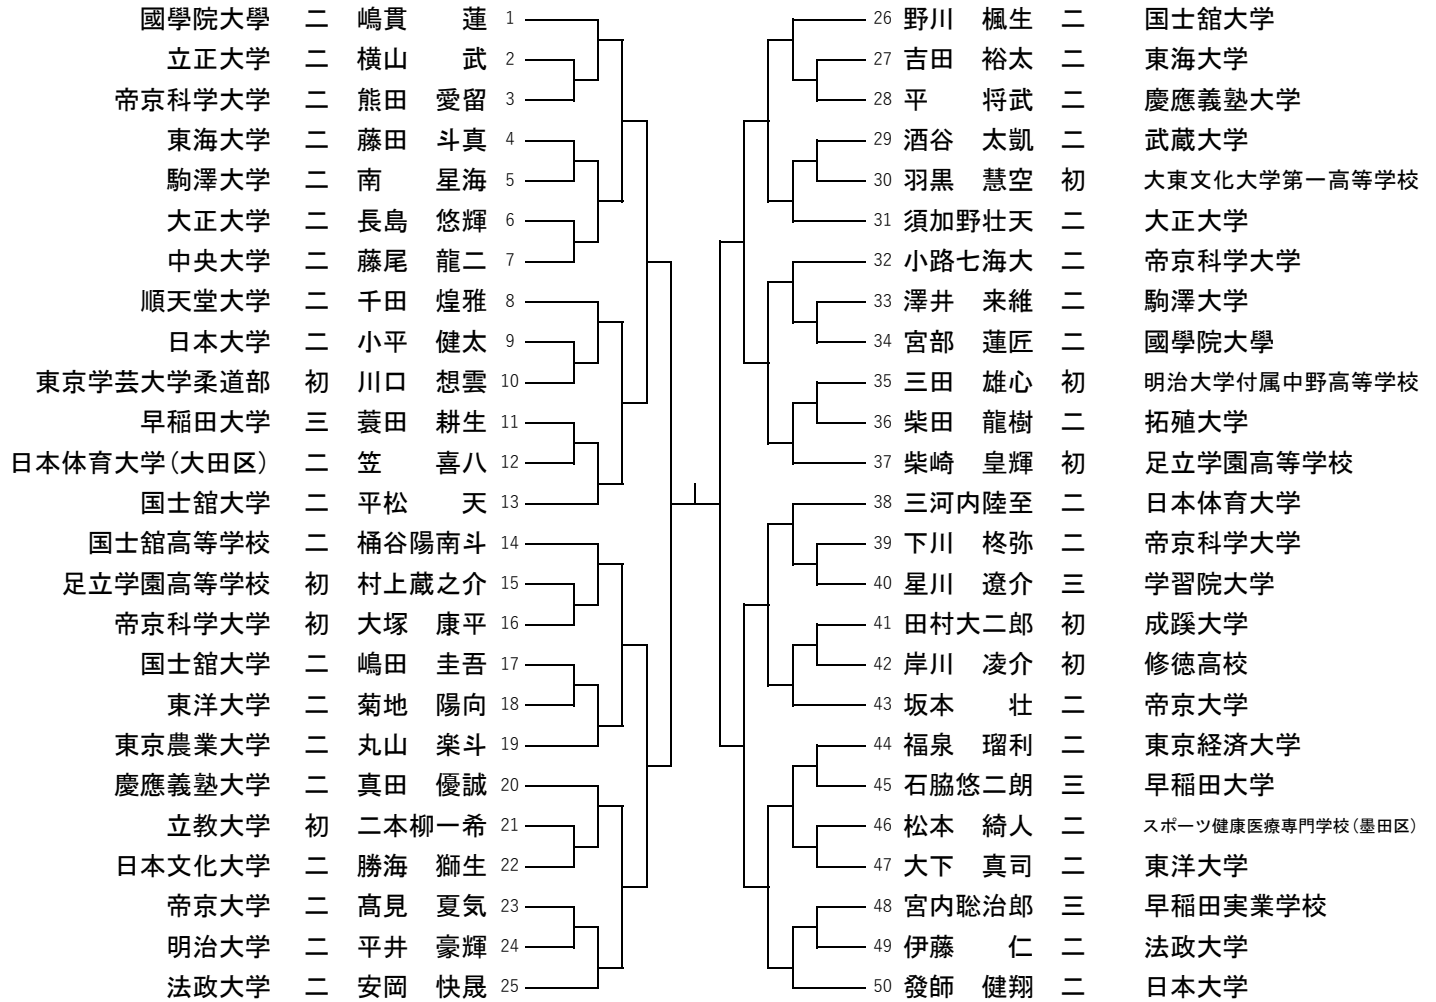 國學院大學 二 嶋貫 蓮 1
立正大学 二 横山 武 2
帝京科学大学 二 熊田 愛留 3
東海大学 二 藤田 斗真 4
駒澤大学 二 南 星海 5
大正大学 二 長島 悠輝 6
中央大学 二 藤尾 龍二 7
順天堂大学 二 千田 煌雅 8
日本大学 二 小平 健太 9
東京学芸大学柔道部 初 川口 想雲 10
早稲田大学 三 蓑田 耕生 11
日本体育大学（大田区） 二 笠 喜八 12
国士舘大学 二 平松 天 13
国士舘高等学校 二 桶谷陽南斗 14
足立学園高等学校 初 村上蔵之介 15
帝京科学大学 初 大塚 康平 16
国士舘大学 二 嶋田 圭吾 17
東洋大学 二 菊地 陽向 18
東京農業大学 二 丸山 楽斗 19
慶應義塾大学 二 真田 優誠 20
立教大学 初 二本柳一希 21
日本文化大学 二 勝海 獅生 22
帝京大学 二 髙見 夏気 23
明治大学 二 平井 豪輝 24
法政大学 二 安岡 快晟 25
26 野川 楓生 二 国士舘大学
27 吉田 裕太 二 東海大学
28 平 将武 二 慶應義塾大学
29 酒谷 太凱 二 武蔵大学
30 羽黒 慧空 初 大東文化大学第一高等学校
31 須加野壮天 二 大正大学
32 小路七海大 二 帝京科学大学
33 澤井 来維 二 駒澤大学
34 宮部 蓮匠 二 國學院大學
35 三田 雄心 初 明治大学付属中野高等学校
36 柴田 龍樹 二 拓殖大学
37 柴崎 皇輝 初 足立学園高等学校
38 三河内陸至 二 日本体育大学
39 下川 柊弥 二 帝京科学大学
40 星川 遼介 三 学習院大学
41 田村大二郎 初 成蹊大学
42 岸川 凌介 初 修徳高校
43 坂本 壮 二 帝京大学
44 福泉 瑠利 二 東京経済大学
45 石脇悠二朗 三 早稲田大学
46 松本 綺人 二 スポーツ健康医療専門学校（墨田区）
47 大下 真司 二 東洋大学
48 宮内聡治郎 三 早稲田実業学校
49 伊藤 仁 二 法政大学
50 發師 健翔 二 日本大学